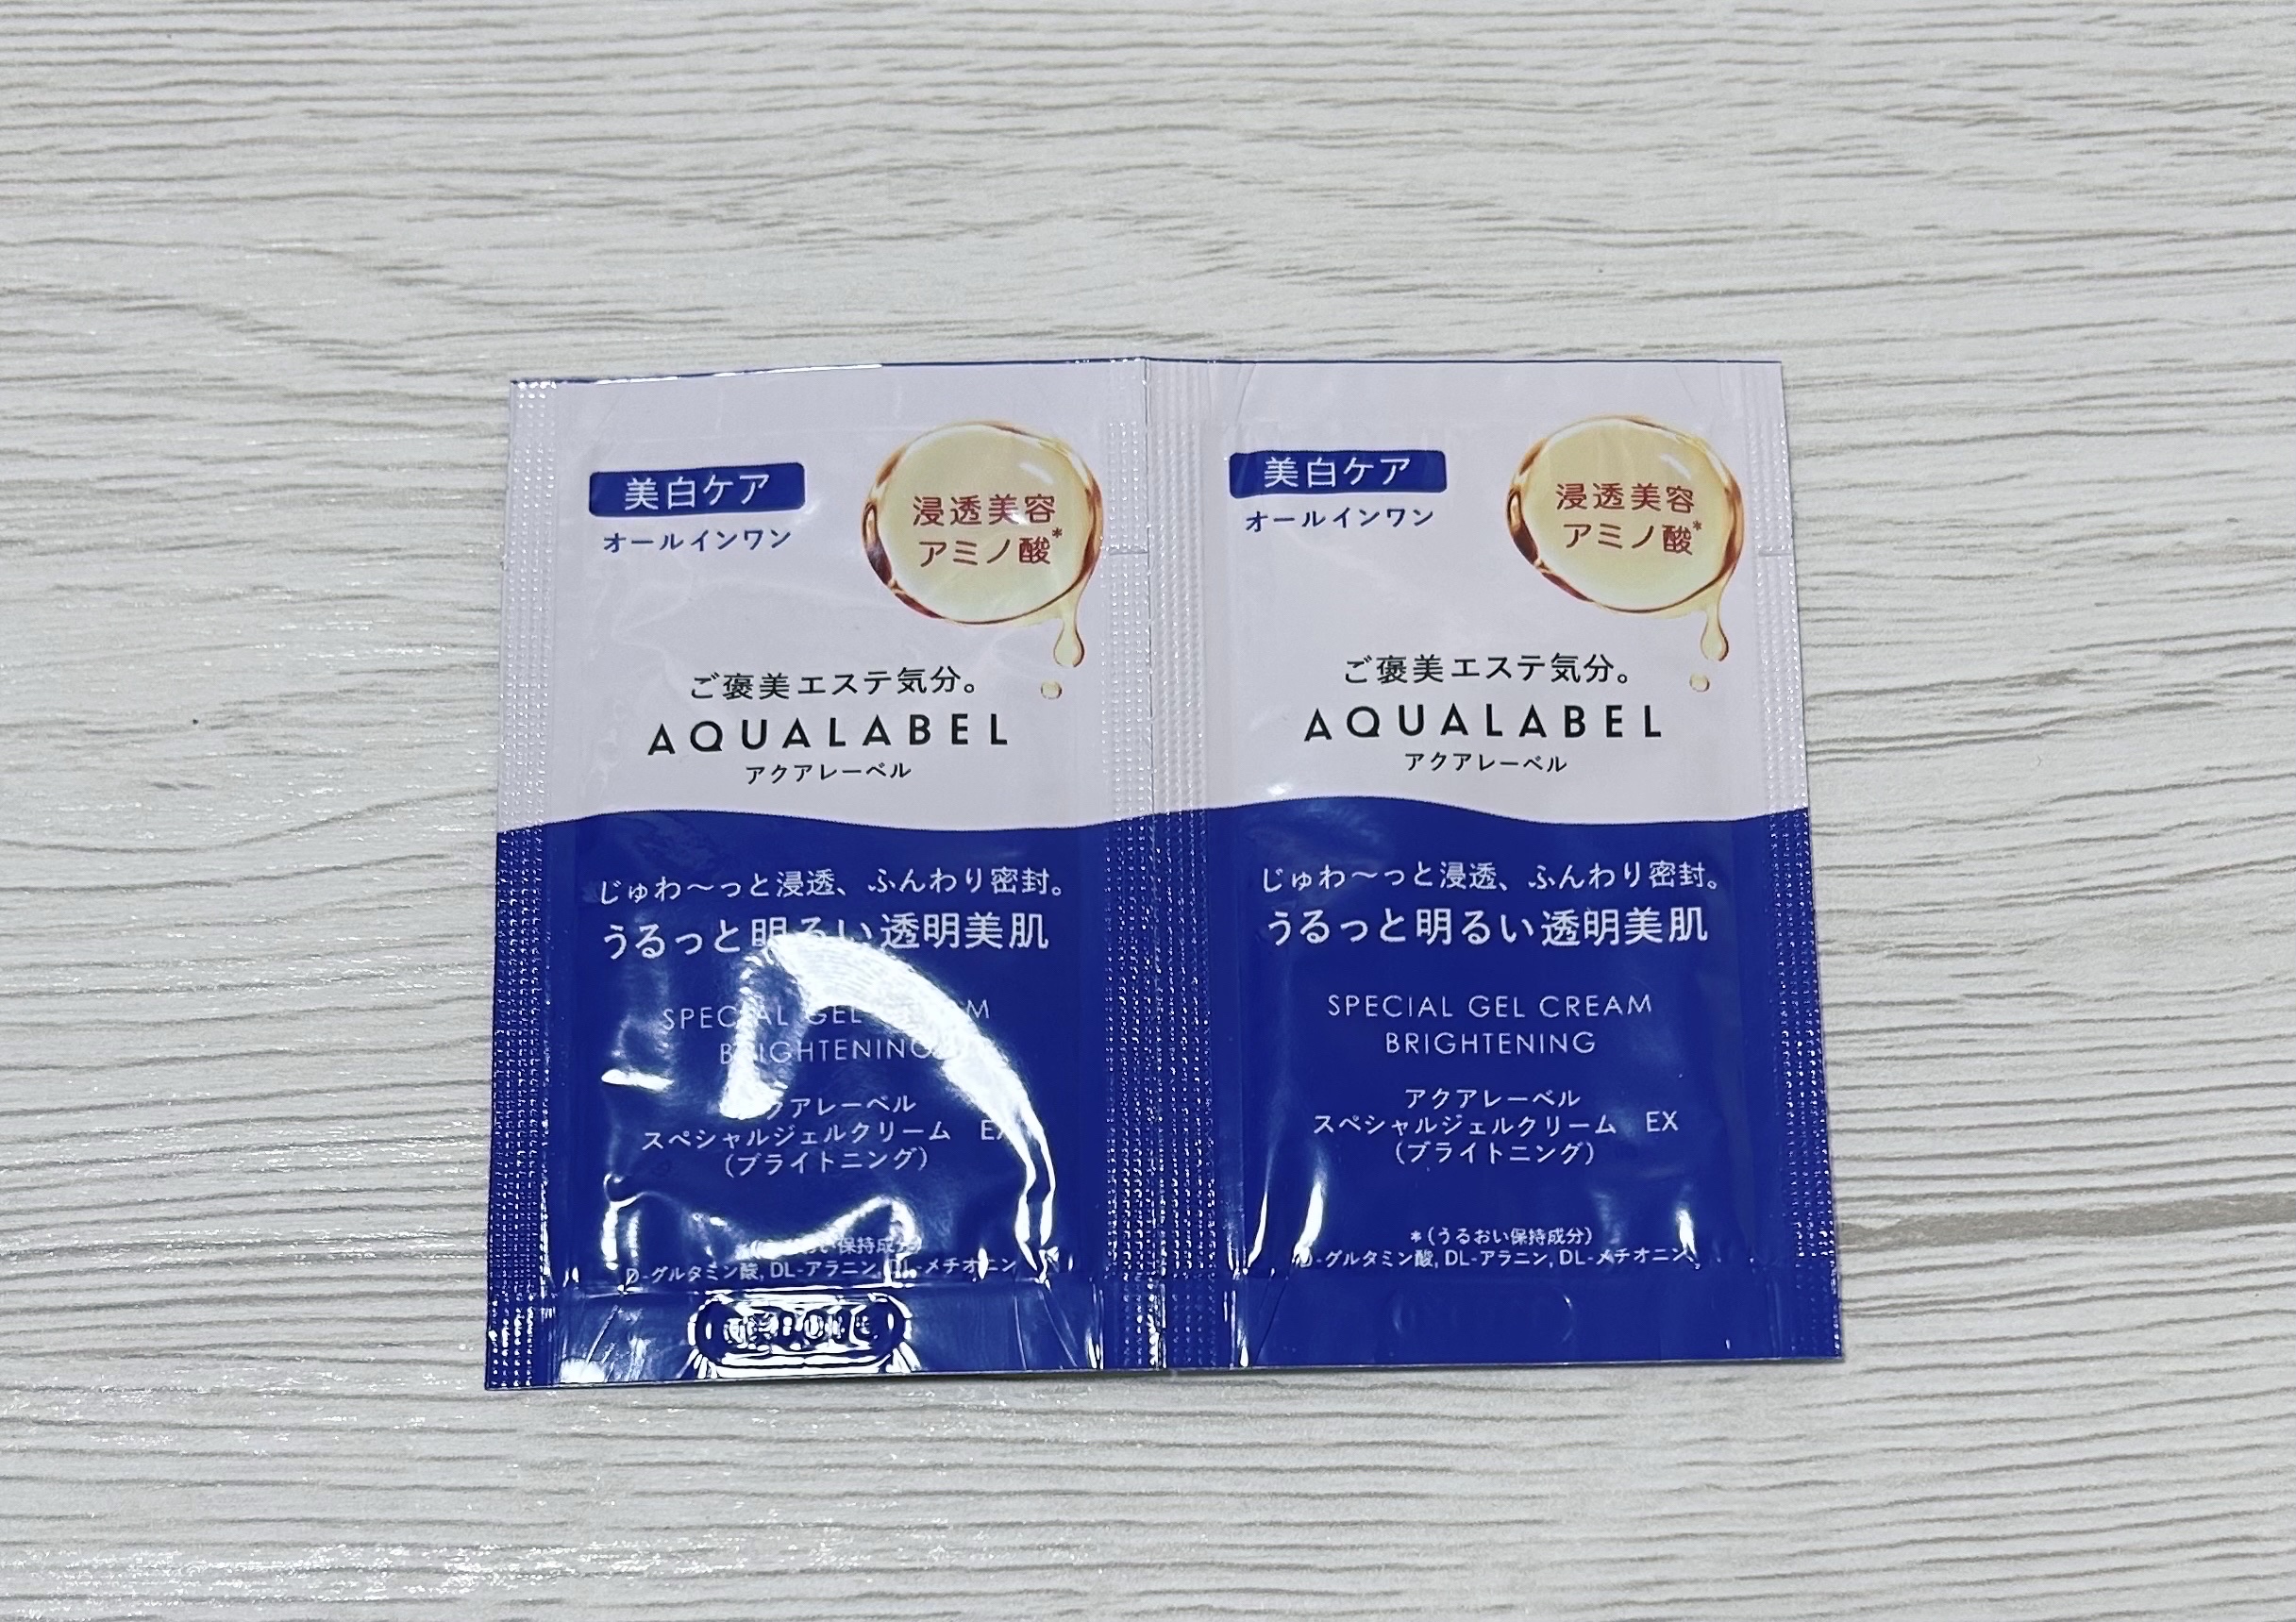 美白ケア
オールインワン
浸透美容
アミノ酸*
ご褒美エステ気分。
AQUALABEL
アクアレーベル
じゅわ～っと浸透、ふんわり密封。
うるっと明るい透明美肌
SPECIAL GEL
BRIGHTENING
アクアレーベル
スペシャルジェルクリーム EX
(ブライトニング)
*(うるおい保持成分)
D-グルタミン酸, DL-アラニン, DL-メチオニン
美白ケア
オールインワン
浸透美容
アミノ酸*
ご褒美エステ気分。
AQUALABEL
アクアレーベル
じゅわ～っと浸透、ふんわり密封。
うるっと明るい透明美肌
SPECIAL GEL CREAM
BRIGHTENING
アクアレーベル
スペシャルジェルクリーム EX
(ブライトニング)
*(うるおい保持成分)
D-グルタミン酸, DL-アラニン, DL-メチオニン